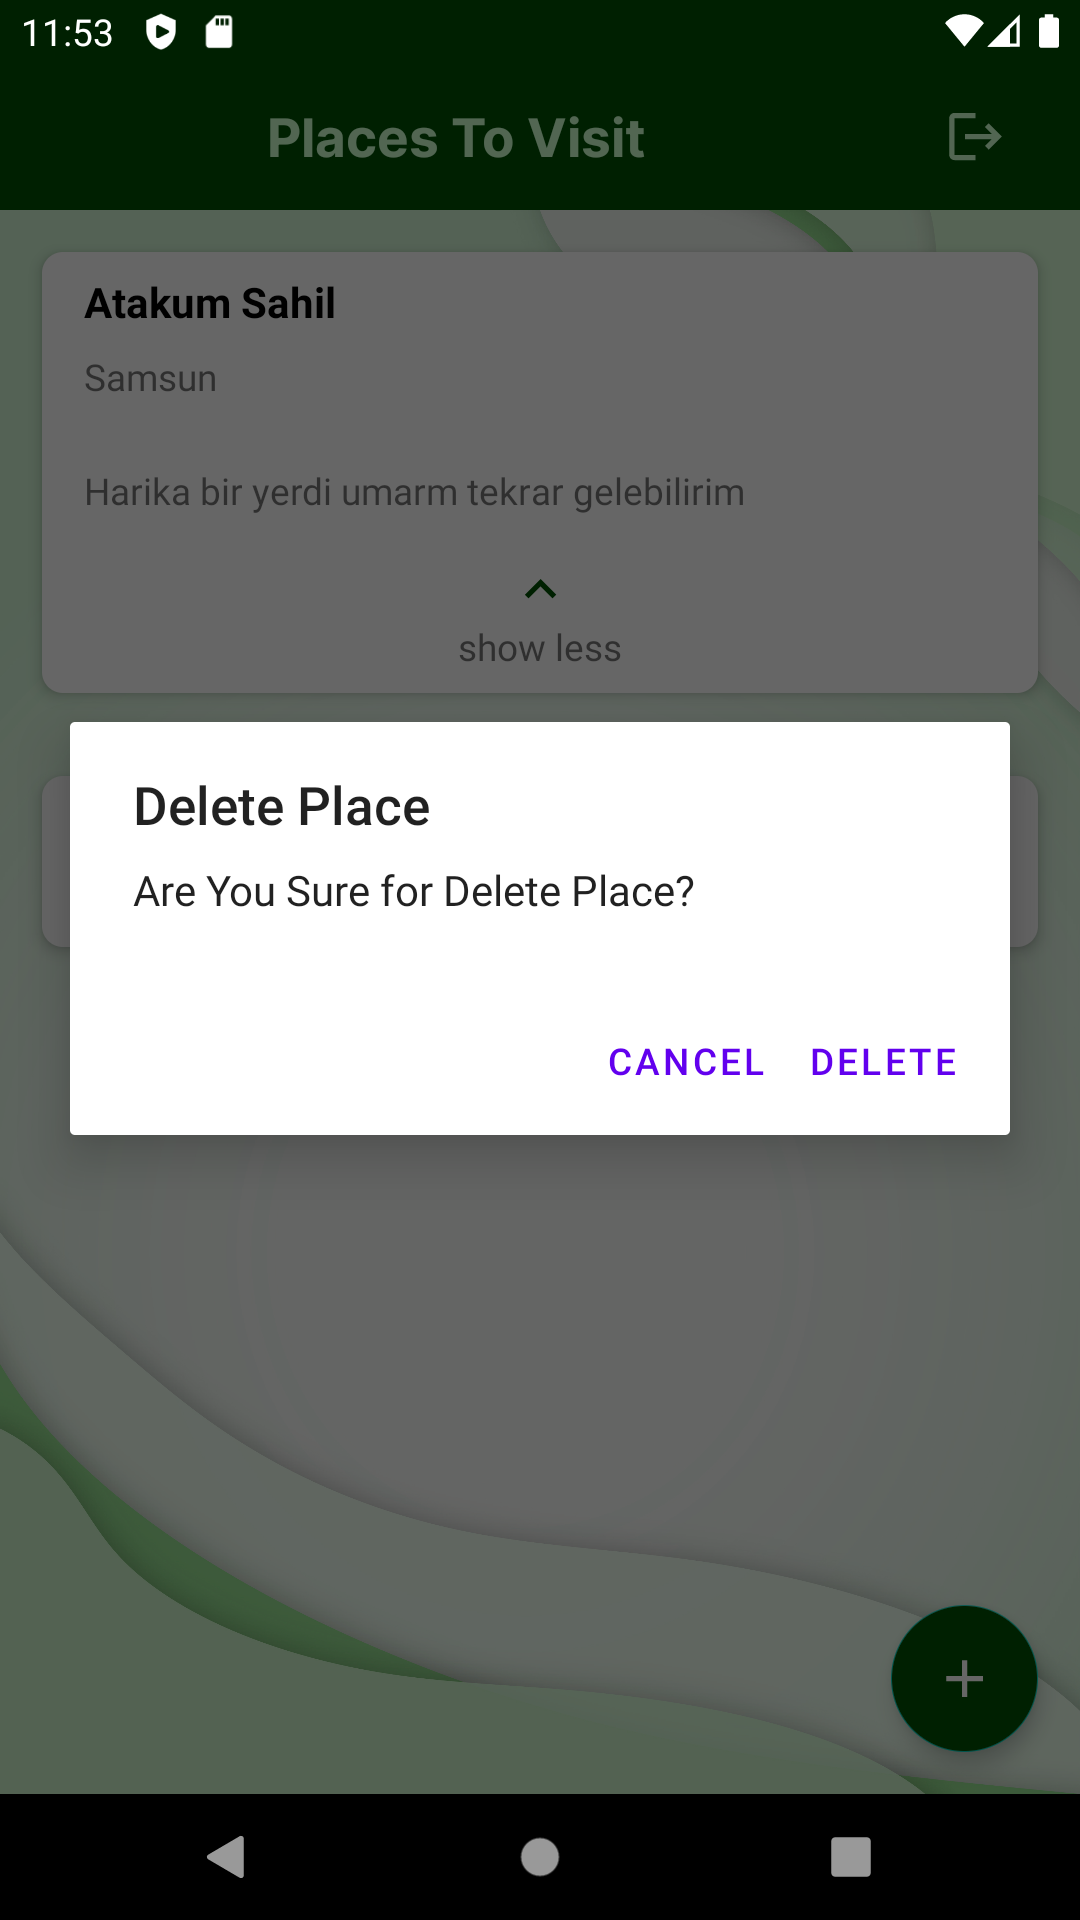 11:53
Places To Visit
Atakum Sahil
Samsun
Harika bir yerdi umarm tekrar gelebilirim
show less
Delete Place
Are You Sure for Delete Place?
CANCEL DELETE